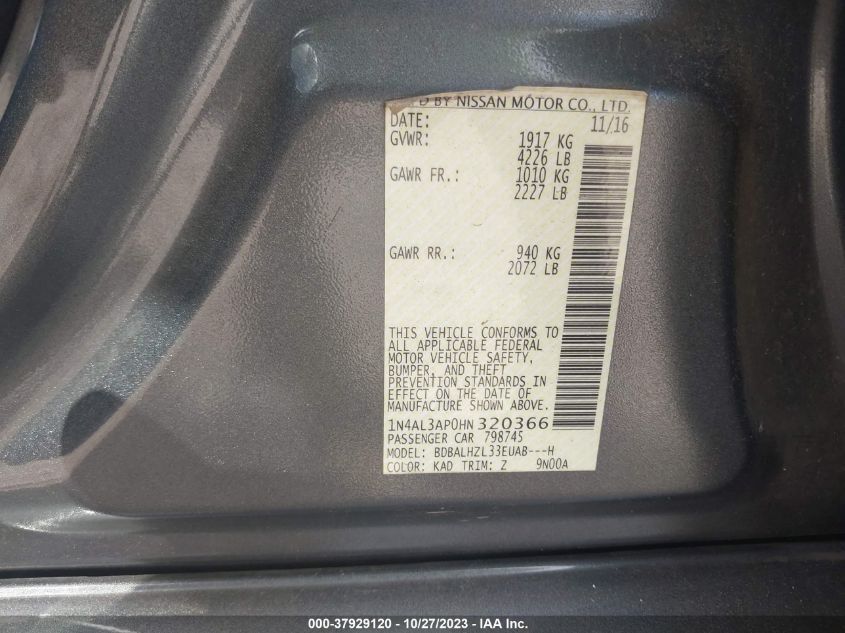 D BY NISSAN MOTOR CO., LTD.
DATE: 11/16
GVWR: 1917 KG
4226 LB
GAWR FR.: 1010 KG
2227 LB
GAWR RR.: 940 KG
2072 LB
THIS VEHICLE CONFORMS TO
ALL APPLICABLE FEDERAL
MOTOR VEHICLE SAFETY,
BUMPER, AND THEFT
PREVENTION STANDARDS IN
EFFECT ON THE DATE OF
MANUFACTURE SHOWN ABOVE.
1N4AL3AP0HN320366
PASSENGER CAR 798745
MODEL: BDBALHZL33EUAB---H
COLOR: KAD TRIM: Z 9N00A
000-37929120 - 10/27/2023 - IAA Inc.